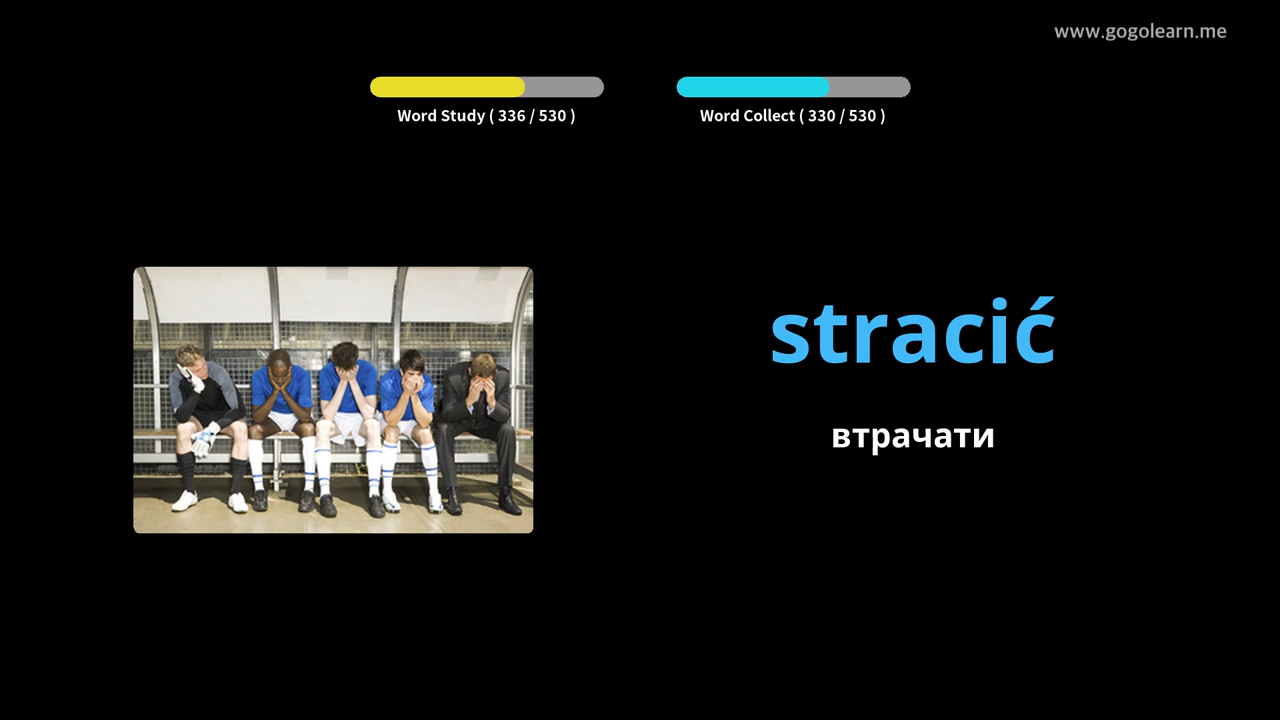 www.gogolearn.me
Word Study ( 336 / 530 )
Word Collect ( 330 / 530 )
stracić
втрачати